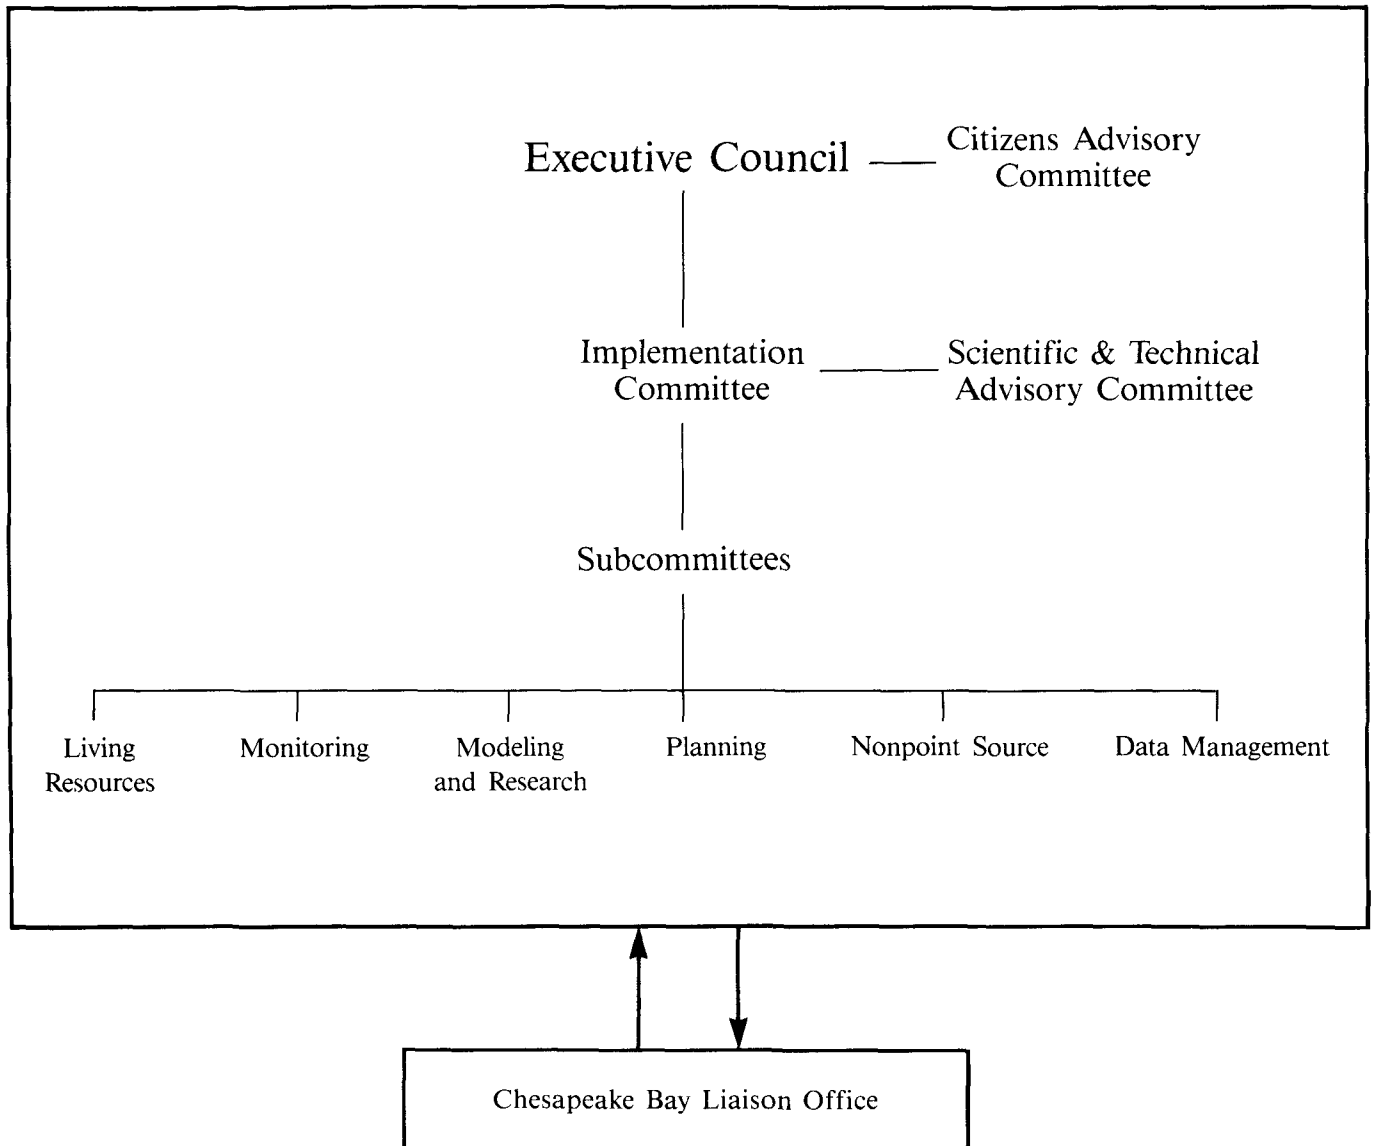 Executive Council
Citizens Advisory
Committee
Implementation
Committee
Scientific & Technical
Advisory Committee
Subcommittees
Living
Resources
Monitoring
Modeling
and Research
Planning
Nonpoint Source
Data Management
Chesapeake Bay Liaison Office